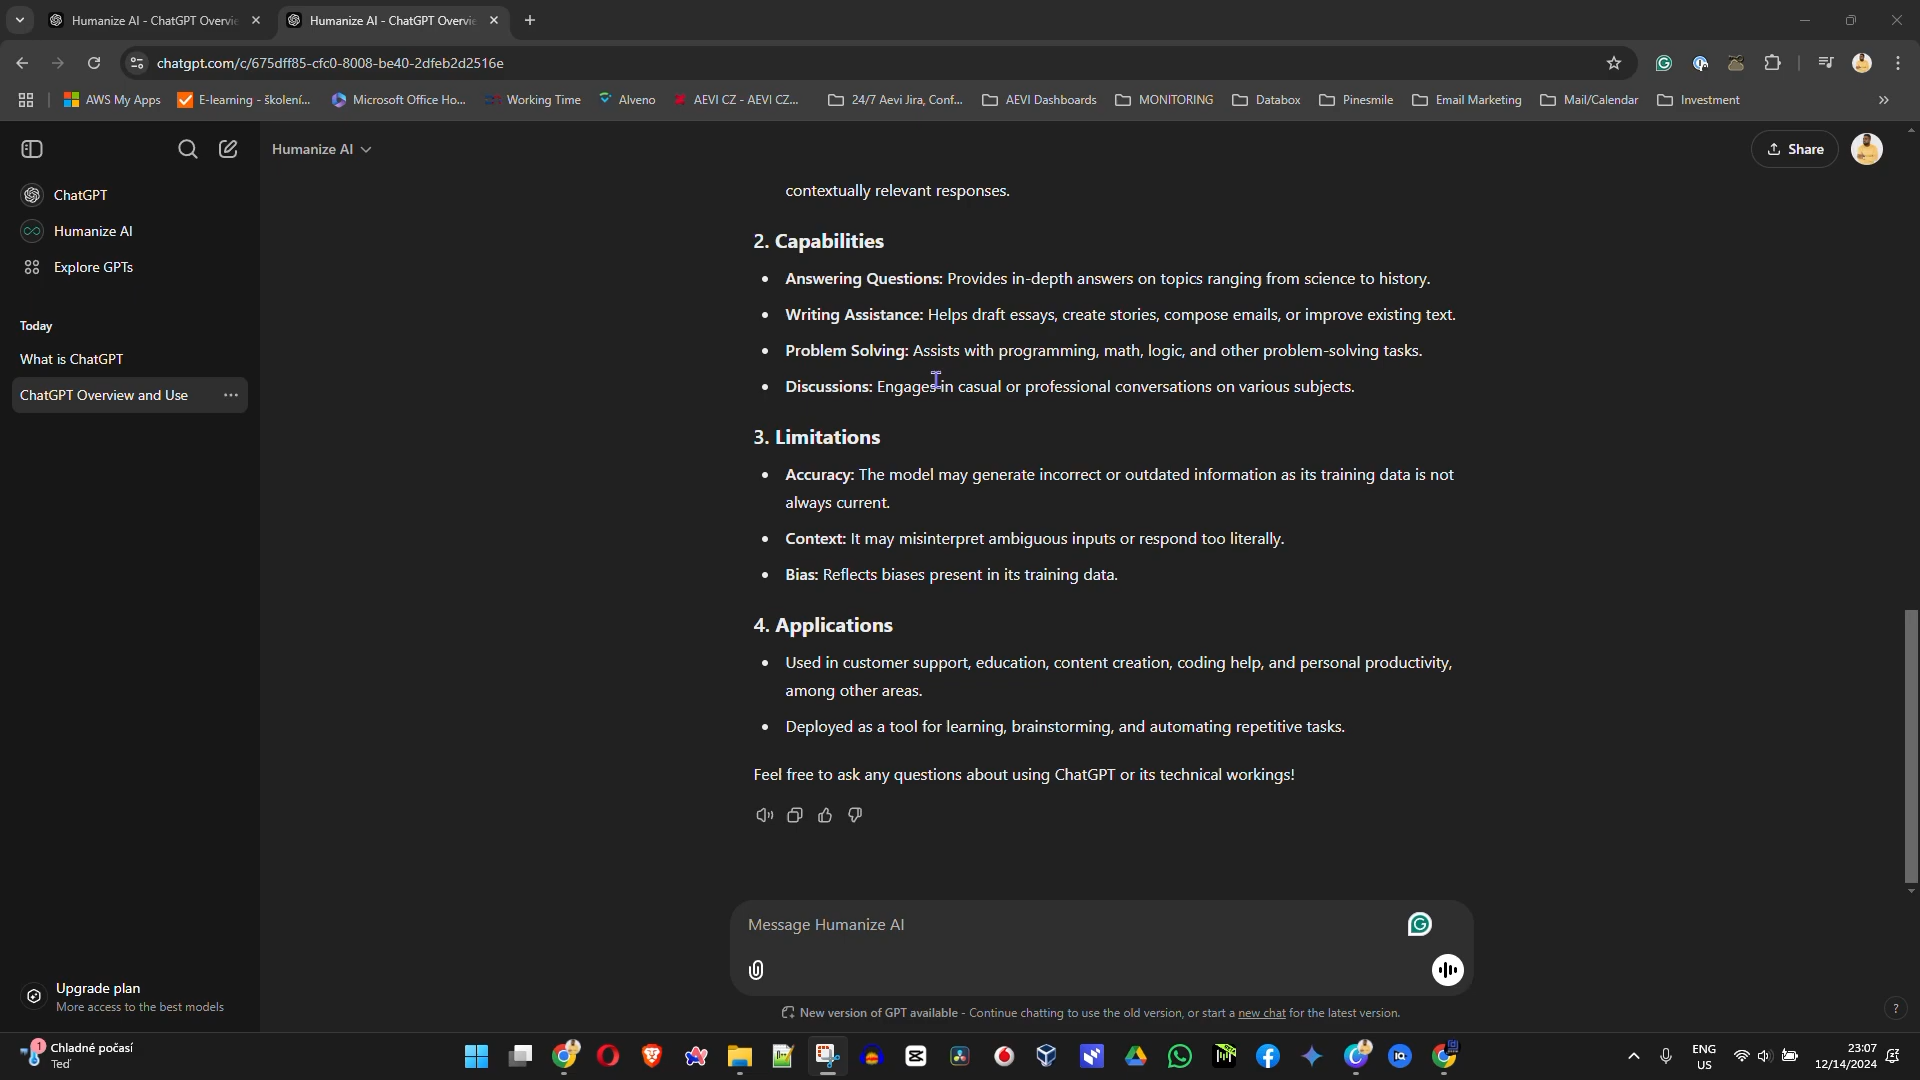 Humanize AI - ChatGPT Overvie
Humanize AI - ChatGPT Overvie
chatgpt.com/c/675dff85-cfc0-8008-be40-2dfeb2d2516e
AWS My Apps
E-learning - školení...
Microsoft Office Ho...
Working Time
Alveno
AEVI CZ - AEVI CZ...
24/7 Aevi Jira, Conf...
AEVI Dashboards
MONITORING
Databox
Pinesmile
Email Marketing
Mail/Calendar
Investment
Humanize AI
Share
ChatGPT
Humanize AI
Explore GPTs
Today
What is ChatGPT
ChatGPT Overview and Use
contextually relevant responses.
2. Capabilities
Answering Questions: Provides in-depth answers on topics ranging from science to history.
Writing Assistance: Helps draft essays, create stories, compose emails, or improve existing text.
Problem Solving: Assists with programming, math, logic, and other problem-solving tasks.
Discussions: Engages in casual or professional conversations on various subjects.
3. Limitations
Accuracy: The model may generate incorrect or outdated information as its training data is not
always current.
Context: It may misinterpret ambiguous inputs or respond too literally.
Bias: Reflects biases present in its training data.
4. Applications
Used in customer support, education, content creation, coding help, and personal productivity,
among other areas.
Deployed as a tool for learning, brainstorming, and automating repetitive tasks.
Feel free to ask any questions about using ChatGPT or its technical workings!
Message Humanize AI
New version of GPT available - Continue chatting to use the old version, or start a new chat for the latest version.
?
Upgrade plan
More access to the best models
1
Chladné počasí
Teď
ENG
US
23:07
12/14/2024